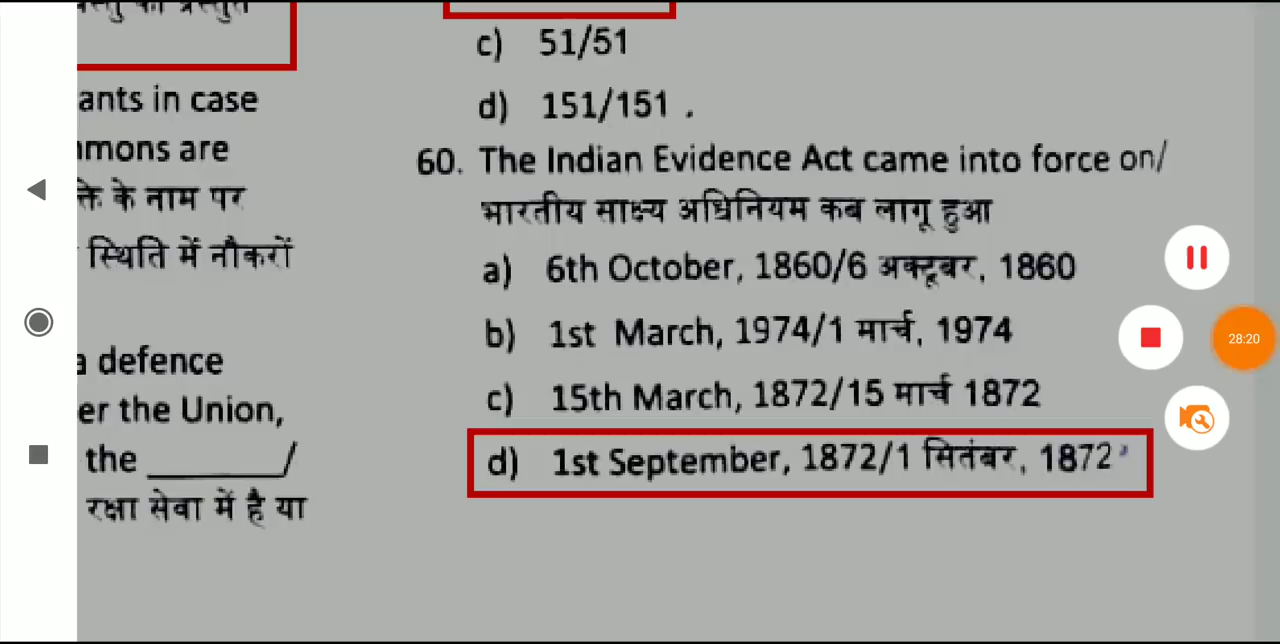 ants in case
mmons are
के नाम पर
स्थिति में नौकरों
a defence
er the Union,
the ________/
रक्षा सेवा में है या
c) 51/51
d) 151/151 .
60. The Indian Evidence Act came into force on/
भारतीय साक्ष्य अधिनियम कब लागू हुआ
a) 6th October, 1860/6 अक्टूबर, 1860
b) 1st March, 1974/1 मार्च, 1974
c) 15th March, 1872/15 मार्च 1872
d) 1st September, 1872/1 सितंबर, 1872
28:20